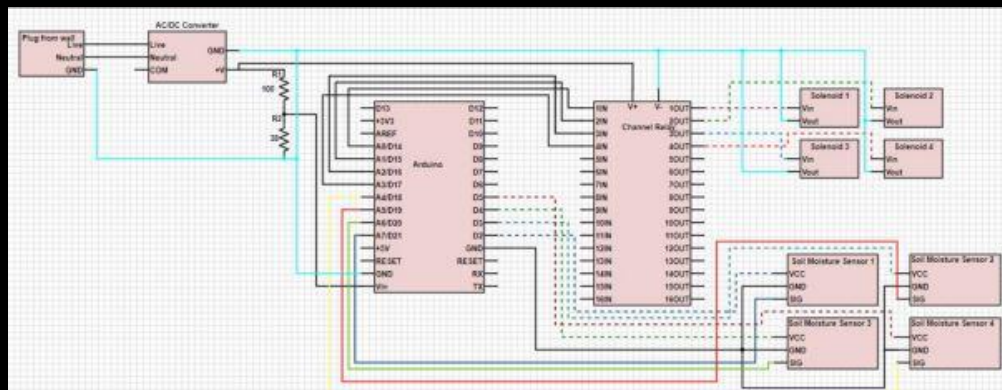 AC/DC Converter
Plug from wall
Live
Neutral
GND
Live
Neutral
COM
GND
+V
R1
100
R2
30
D13
+3V3
AREF
A0/D14
A1/D15
A2/D16
A3/D17
A4/D18
A5/D19
A6/D20
A7/D21
+5V
RESET
GND
Vin
Arduino
D12
D11
D10
D9
D8
D7
D6
D5
D4
D3
D2
GND
RESET
RX
TX
V+
V-
Channel Relay
1IN
2IN
3IN
4IN
5IN
6IN
7IN
8IN
9IN
10IN
11IN
12IN
13IN
14IN
15IN
16IN
1OUT
2OUT
3OUT
4OUT
5OUT
6OUT
7OUT
8OUT
9OUT
10OUT
11OUT
12OUT
13OUT
14OUT
15OUT
16OUT
Solenoid 1
Vin
Vout
Solenoid 2
Vin
Vout
Solenoid 3
Vin
Vout
Solenoid 4
Vin
Vout
Soil Moisture Sensor 1
VCC
GND
SIG
Soil Moisture Sensor 2
VCC
GND
SIG
Soil Moisture Sensor 3
VCC
GND
SIG
Soil Moisture Sensor 4
VCC
GND
SIG